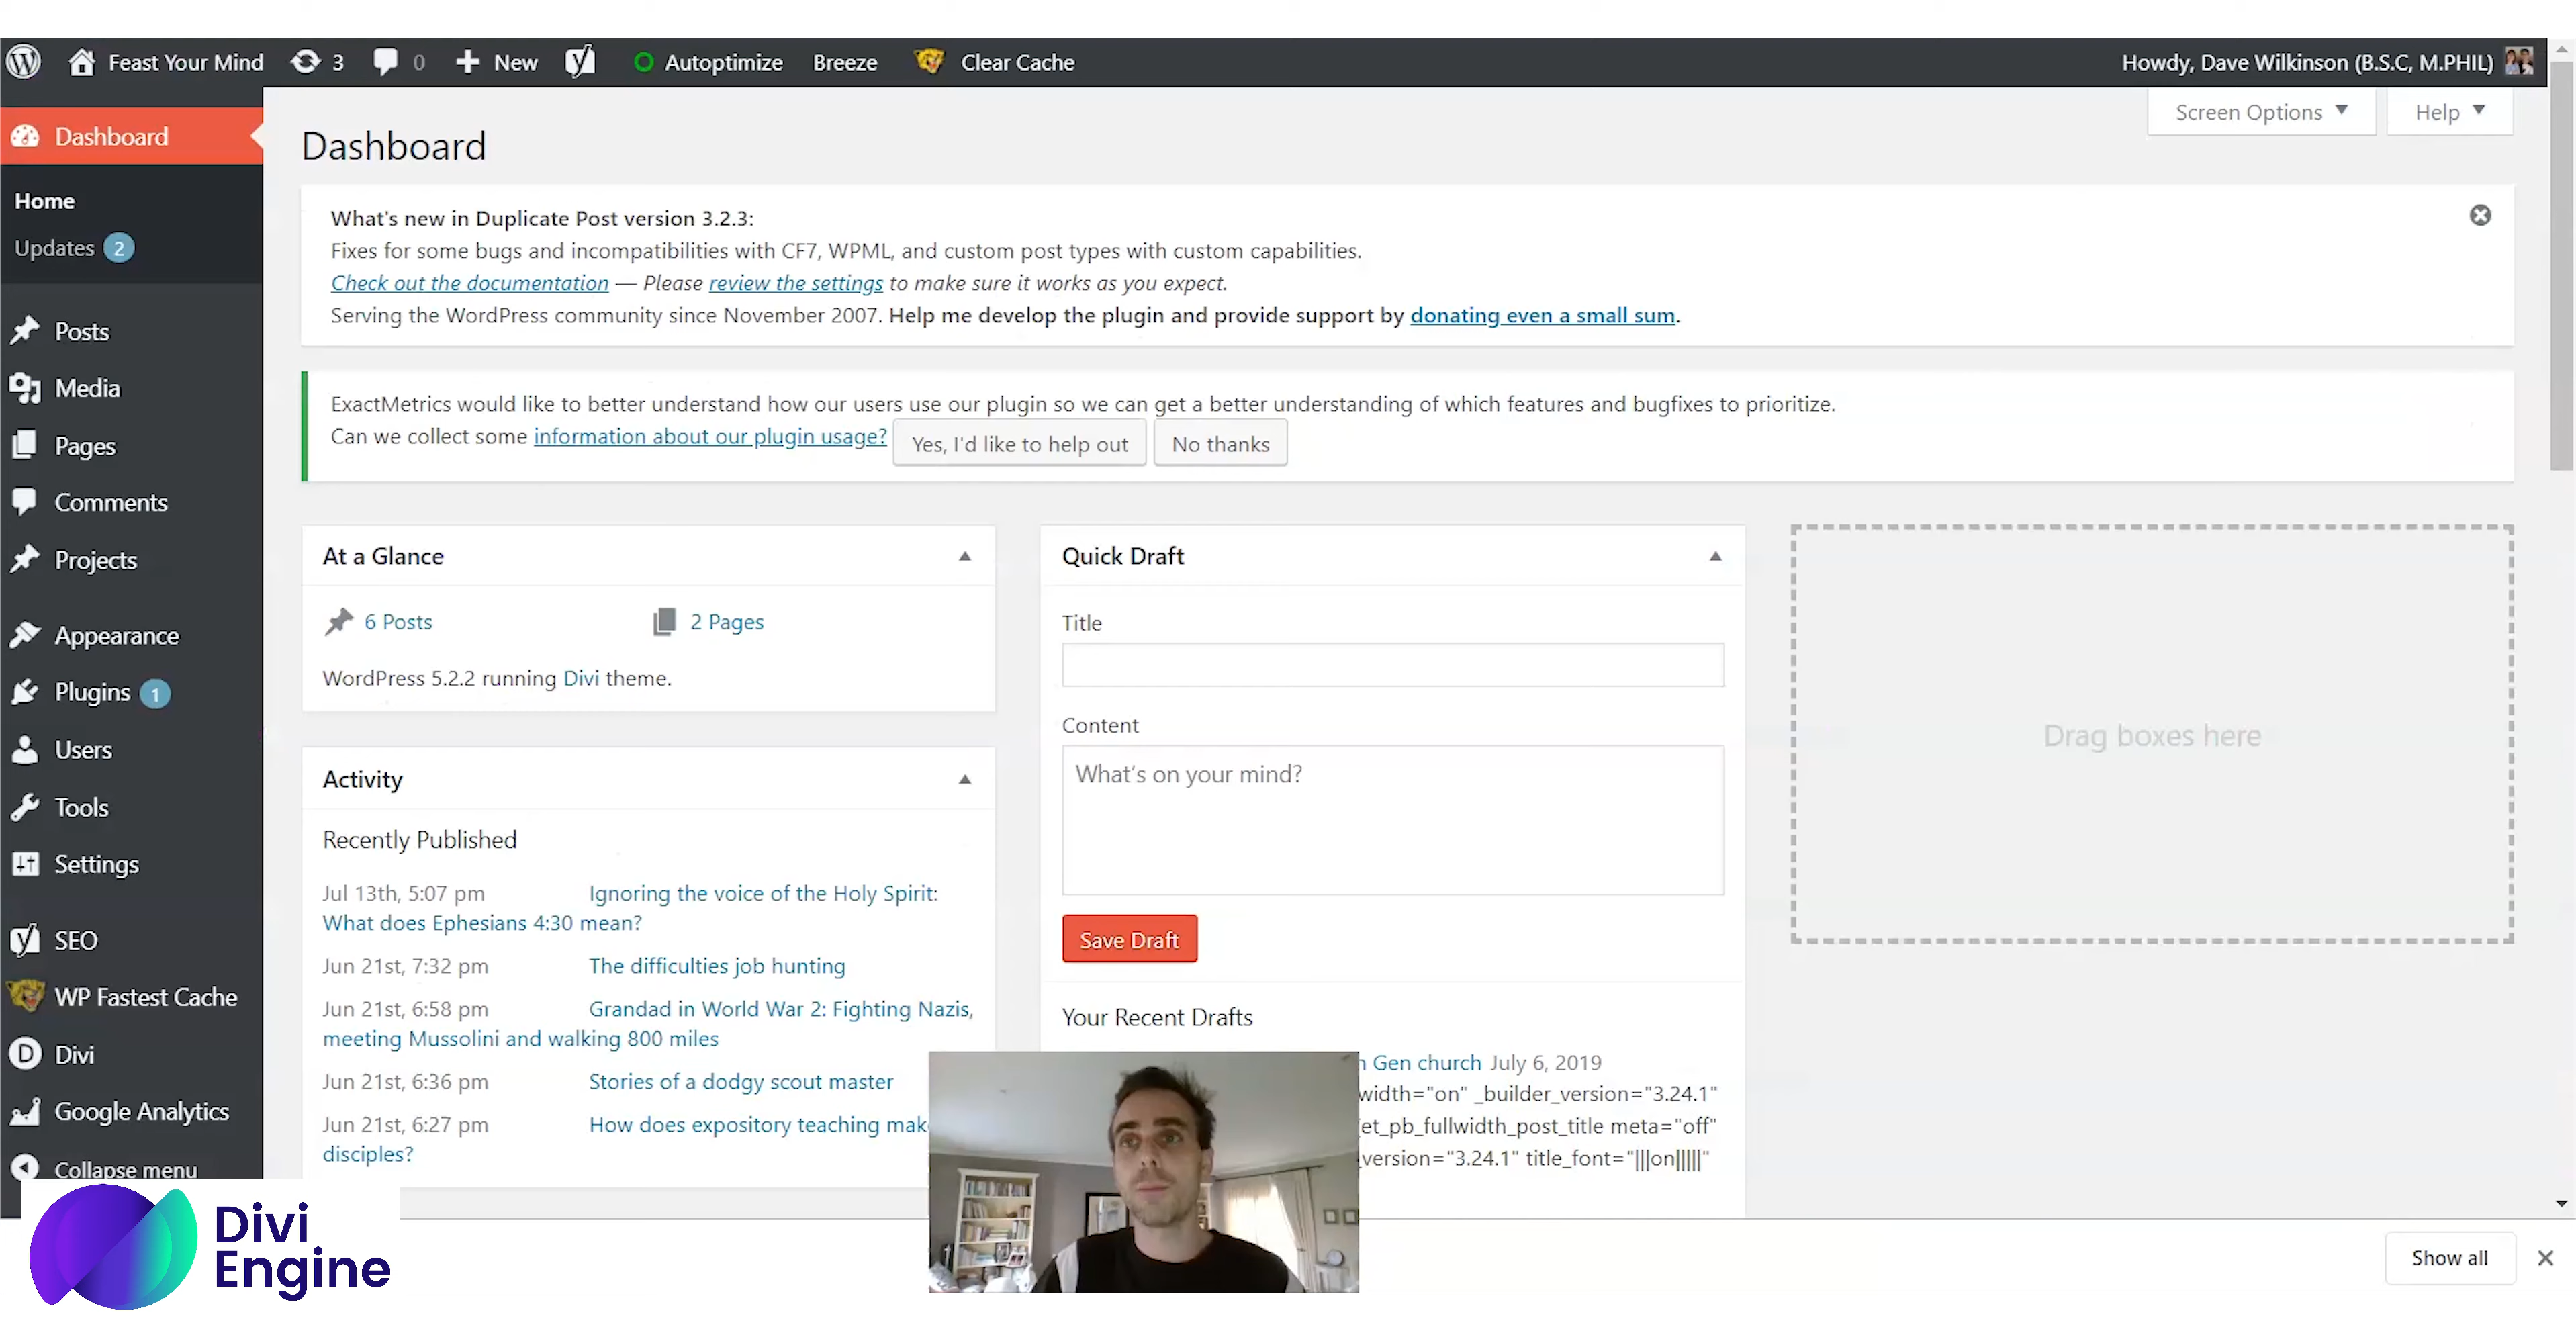 Feast Your Mind 3 0 New Autoptimize Breeze Clear Cache Howdy, Dave Wilkinson (B.S.C, M.PHIL)
Screen Options Help
Dashboard
Home
Updates 2
Posts
Media
Pages
Comments
Projects
Appearance
Plugins 1
Users
Tools
Settings
SEO
WP Fastest Cache
Divi
Google Analytics
Collapse menu
Dashboard
What's new in Duplicate Post version 3.2.3:
Fixes for some bugs and incompatibilities with CF7, WPML, and custom post types with custom capabilities.
Check out the documentation — Please review the settings to make sure it works as you expect.
Serving the WordPress community since November 2007. Help me develop the plugin and provide support by donating even a small sum.
ExactMetrics would like to better understand how our users use our plugin so we can get a better understanding of which features and bugfixes to prioritize.
Can we collect some information about our plugin usage? Yes, I'd like to help out No thanks
At a Glance
6 Posts 2 Pages
WordPress 5.2.2 running Divi theme.
Activity
Recently Published
Jul 13th, 5:07 pm Ignoring the voice of the Holy Spirit:
What does Ephesians 4:30 mean?
Jun 21st, 7:32 pm The difficulties job hunting
Jun 21st, 6:58 pm Grandad in World War 2: Fighting Nazis,
meeting Mussolini and walking 800 miles
Jun 21st, 6:36 pm Stories of a dodgy scout master
Jun 21st, 6:27 pm How does expository teaching mak
disciples?
Quick Draft
Title
Content
What's on your mind?
Save Draft
Your Recent Drafts
Gen church July 6, 2019
width="on" _builder_version="3.24.1"
et_pb_fullwidth_post_title meta="off"
version="3.24.1" title_font="|||on|||||"
Drag boxes here
Divi
Engine
Show all